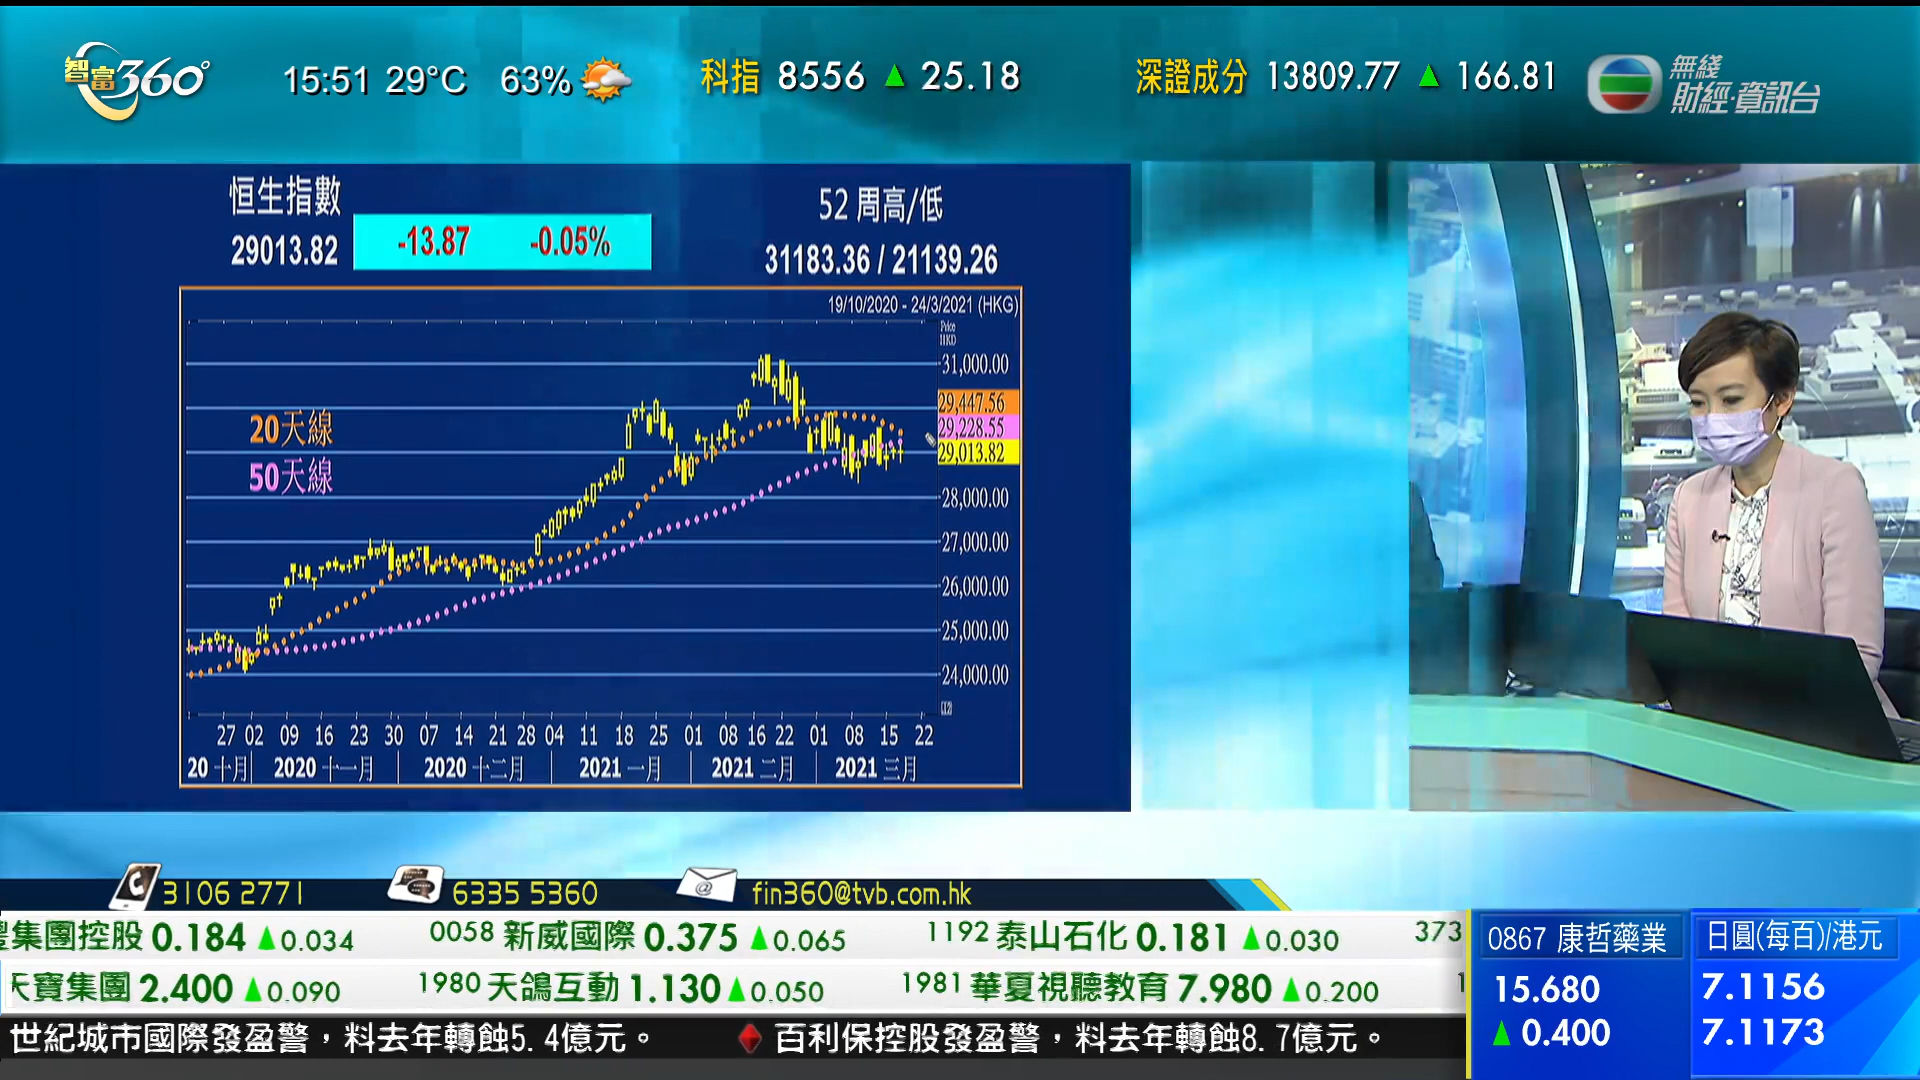 智富360°
15:51 29°C 63%
科指 8556 ▲ 25.18
深證成分 13809.77 ▲ 166.81
無綫
財經·資訊台
恒生指數
29013.82
-13.87 -0.05%
52 周高/低
31183.36 / 21139.26
19/10/2020 - 24/3/2021 (HKG)
Price
HKD
31,000.00
29,447.56
29,228.55
29,013.82
28,000.00
27,000.00
26,000.00
25,000.00
24,000.00
20天線
50天線
27 02 09 16 23 30 07 14 21 28 04 11 18 25 01 08 16 22 01 08 15 22
20 十月 2020 十一月 2020 十二月 2021 一月 2021 二月 2021 三月
3106 2771
6335 5360
fin360@tvb.com.hk
集團控股 0.184 ▲ 0.034 0058 新威國際 0.375 ▲ 0.065 1192 泰山石化 0.181 ▲ 0.030 373
寶集團 2.400 ▲ 0.090 1980 天鴿互動 1.130 ▲ 0.050 1981 華夏視聽教育 7.980 ▲ 0.200 1
世紀城市國際發盈警，料去年轉蝕5.4億元。 百利保控股發盈警，料去年轉蝕8.7億元。
0867 康哲藥業
15.680
▲ 0.400
日圓(每百)/港元
7.1156
7.1173